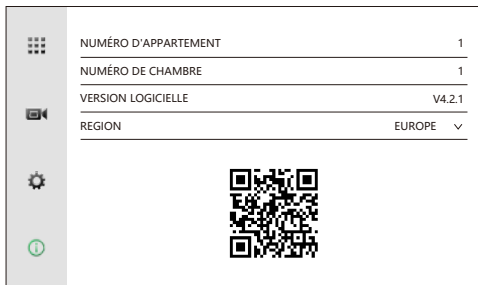 NUMÉRO D'APPARTEMENT 1
NUMÉRO DE CHAMBRE 1
VERSION LOGICIELLE V4.2.1
REGION EUROPE